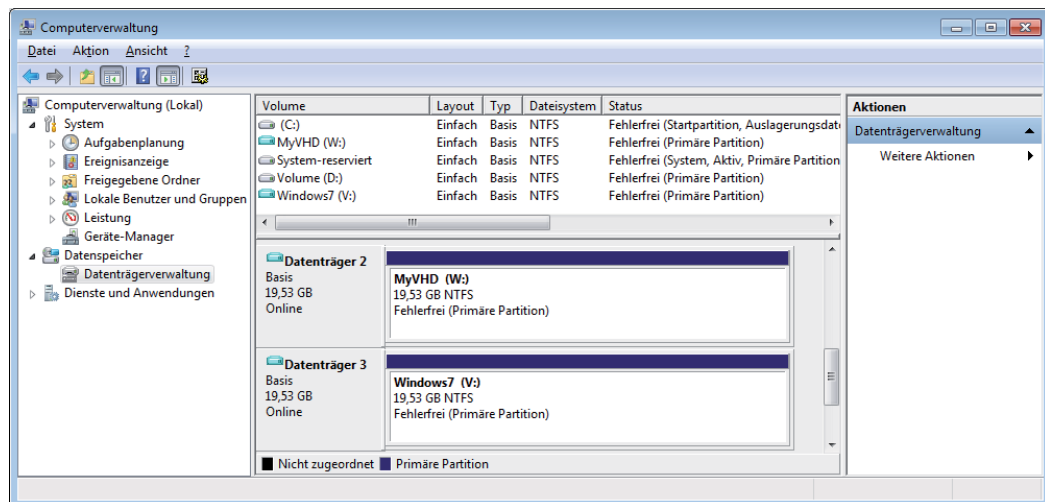 Computerverwaltung
Datei Aktion Ansicht ?
Computerverwaltung (Lokal)
System
Aufgabenplanung
Ereignisanzeige
Freigegebene Ordner
Lokale Benutzer und Gruppen
Leistung
Geräte-Manager
Datenspeicher
Datenträgerverwaltung
Dienste und Anwendungen
Volume Layout Typ Dateisystem Status
(C:) Einfach Basis NTFS Fehlerfrei (Startpartition, Auslagerungsdat
MyVHD (W:) Einfach Basis NTFS Fehlerfrei (Primäre Partition)
System-reserviert Einfach Basis NTFS Fehlerfrei (System, Aktiv, Primäre Partition
Volume (D:) Einfach Basis NTFS Fehlerfrei (Primäre Partition)
Windows7 (V:) Einfach Basis NTFS Fehlerfrei (Primäre Partition)
Datenträger 2
Basis
19,53 GB
Online
MyVHD (W:)
19,53 GB NTFS
Fehlerfrei (Primäre Partition)
Datenträger 3
Basis
19,53 GB
Online
Windows7 (V:)
19,53 GB NTFS
Fehlerfrei (Primäre Partition)
Nicht zugeordnet Primäre Partition
Aktionen
Datenträgerverwaltung
Weitere Aktionen